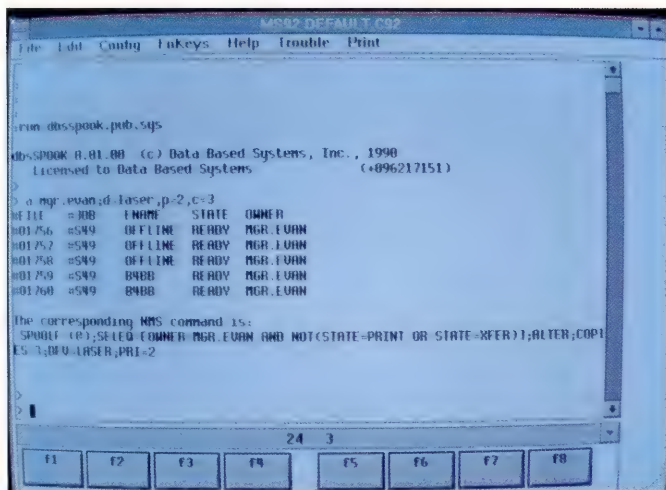 MS92 DEFAULT.C92
File Edit Config FnKeys Help Trouble Print
:
:
:
:run dbsspook.pub.sys
dbsSPOOK A.01.00 (c) Data Based Systems, Inc., 1990
Licensed to Data Based Systems (+096217151)
>
> a mgr.evan;d=laser,p=2,c=3
#FILE #JOB FNAME STATE OWNER
#O1756 #S49 OFFLINE READY MGR.EVAN
#O1757 #S49 OFFLINE READY MGR.EVAN
#O1758 #S49 OFFLINE READY MGR.EVAN
#O1759 #S49 B4BB READY MGR.EVAN
#O1760 #S49 B4BB READY MGR.EVAN
The corresponding NMS command is:
SPOOLF (@);SELEQ [OWNER MGR.EVAN AND NOT(STATE=PRINT OR STATE=XFER)];ALTER;COPI
ES 3;DEV LASER;PRI=2
>
>
24 3
f1 f2 f3 f4 f5 f6 f7 f8